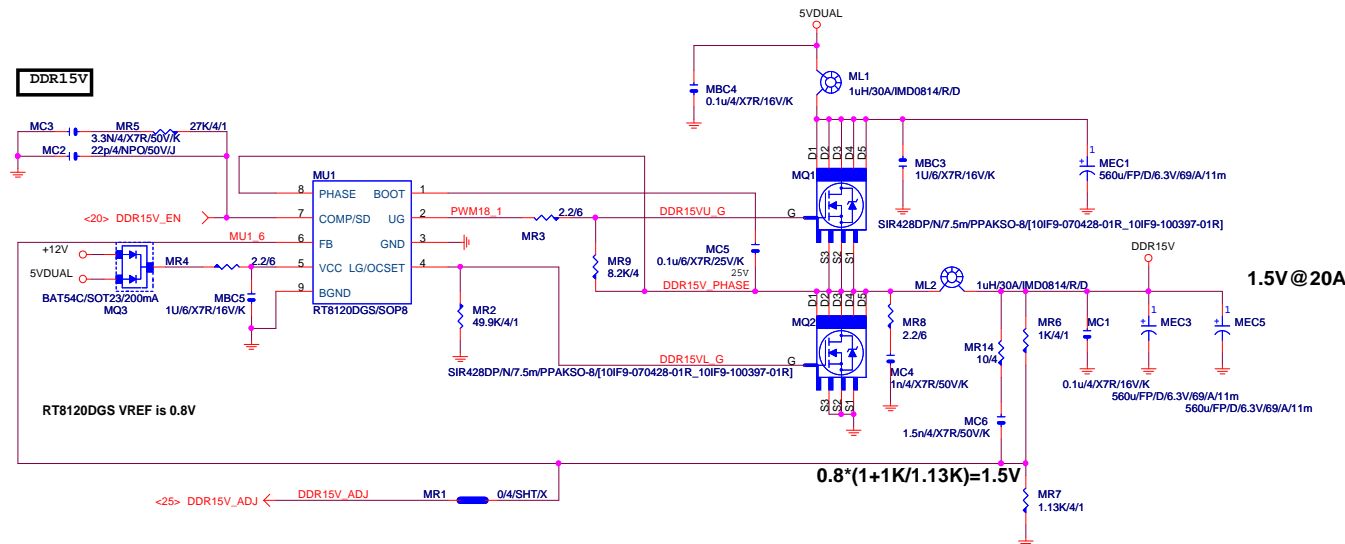 5VDUAL
DDR15V
MBC4
0.1u/4/X7R/16V/K
ML1
1uH/30A/IMD0814/R/D
MC3
MR5
27K/4/1
3.3N/4/X7R/50V/K
MC2
22p/4/NPO/50V/J
D1
D2
D3
D4
D5
MQ1
MBC3
1U/6/X7R/16V/K
1
+
MEC1
560u/FP/D/6.3V/69/A/11m
MU1
8
PHASE
BOOT
1
<20> DDR15V_EN
7
COMP/SD
UG
2
PWM18_1
2.2/6
MR3
DDR15VU_G
G
SIR428DP/N/7.5m/PPAKSO-8/[10IF9-070428-01R_10IF9-100397-01R]
S3
S2
S1
MU1_6
6
FB
GND
3
+12V
5VDUAL
MR4
2.2/6
5
VCC
LG/OCSET
4
9
BGND
RT8120DGS/SOP8
BAT54C/SOT23/200mA
MQ3
MBC5
1U/6/X7R/16V/K
MR9
8.2K/4
MC5
0.1u/6/X7R/25V/K
25V
DDR15V_PHASE
DDR15V
1.5V@20A
ML2
1uH/30A/IMD0814/R/D
MR2
49.9K/4/1
D1
D2
D3
D4
D5
MQ2
MR8
2.2/6
DDR15VL_G
G
SIR428DP/N/7.5m/PPAKSO-8/[10IF9-070428-01R_10IF9-100397-01R]
S3
S2
S1
MC4
1n/4/X7R/50V/K
MR14
10/4
MR6
1K/4/1
MC1
0.1u/4/X7R/16V/K
1
+
MEC3
560u/FP/D/6.3V/69/A/11m
1
+
MEC5
560u/FP/D/6.3V/69/A/11m
MC6
1.5n/4/X7R/50V/K
RT8120DGS VREF is 0.8V
0.8*(1+1K/1.13K)=1.5V
<25> DDR15V_ADJ
DDR15V_ADJ
MR1
0/4/SHT/X
MR7
1.13K/4/1